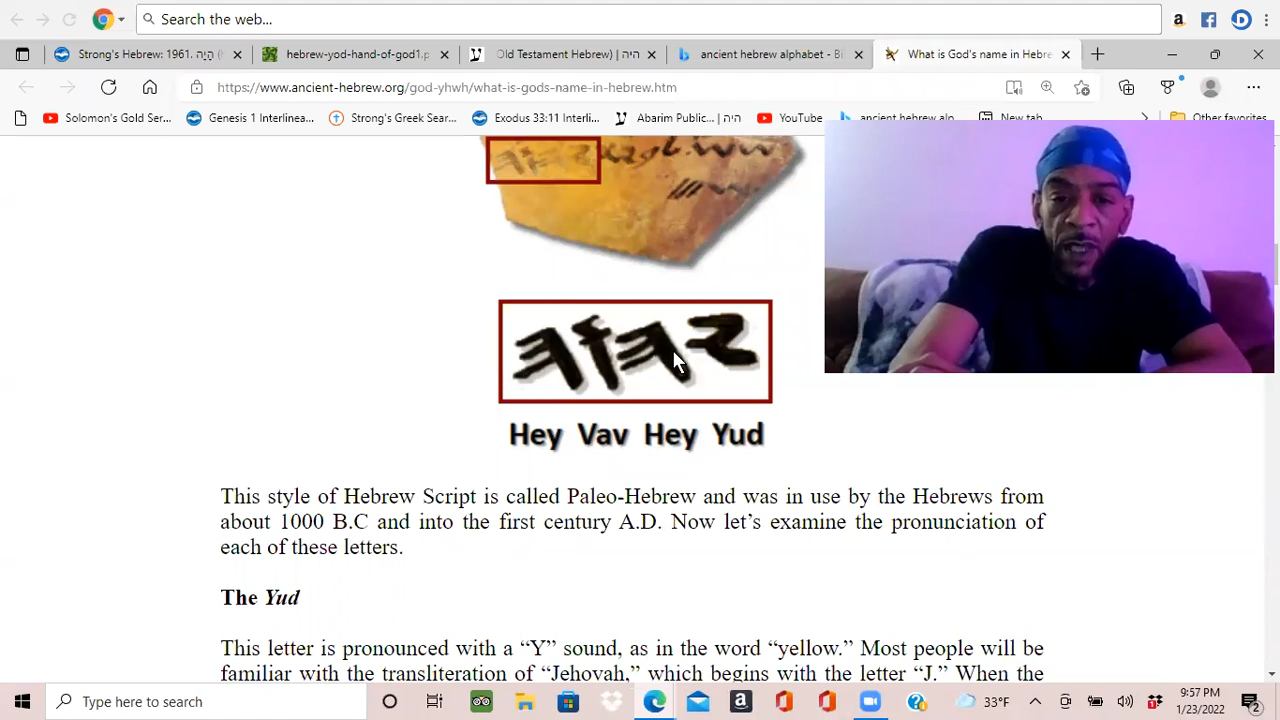 Search the web...
Strong's Hebrew: 1961. הָיָה (
hebrew-yod-hand-of-god1.p
Old Testament Hebrew) | היה
ancient hebrew alphabet - Bi
What is God's name in Hebre
https://www.ancient-hebrew.org/god-yhwh/what-is-gods-name-in-hebrew.htm
Solomon's Gold Ser...
Genesis 1 Interlinea...
Strong's Greek Sear...
Exodus 33:11 Interli...
Abarim Public... | היה
YouTube
ancient hebrew alp
New tab
Other favorites
𐤉𐤄𐤅𐤄
Hey Vav Hey Yud
This style of Hebrew Script is called Paleo-Hebrew and was in use by the Hebrews from
about 1000 B.C and into the first century A.D. Now let's examine the pronunciation of
each of these letters.
The Yud
This letter is pronounced with a “Y” sound, as in the word “yellow.” Most people will be
familiar with the transliteration of “Jehovah,” which begins with the letter “J.” When the
Type here to search
33°F
9:57 PM
1/23/2022
2